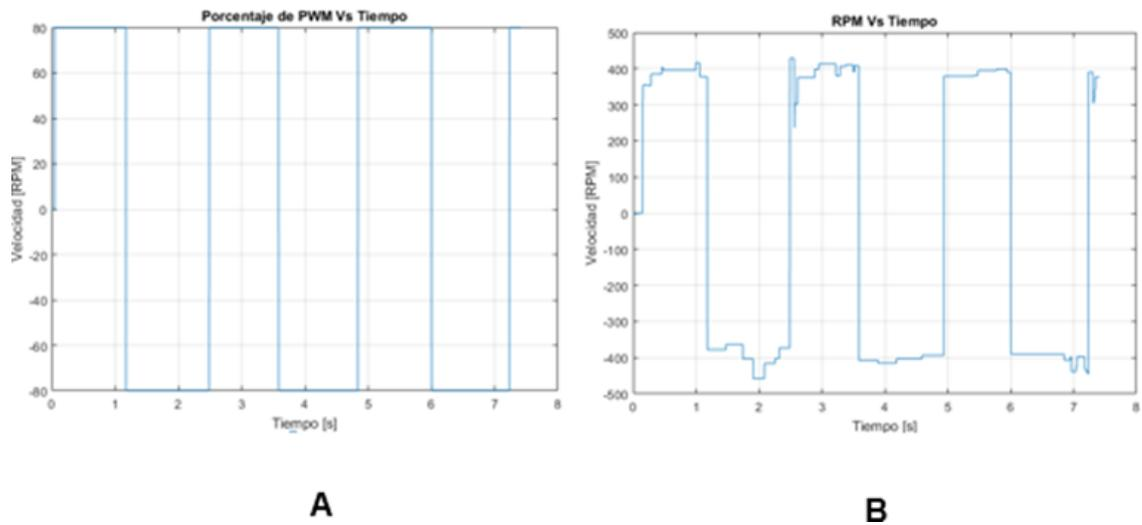 Porcentaje de PWM Vs Tiempo
Velocidad [RPM]
80
60
40
20
0
-20
-40
-60
-80
0 1 2 3 4 5 6 7 8
Tiempo [s]
A
RPM Vs Tiempo
Velocidad [RPM]
500
400
300
200
100
0
-100
-200
-300
-400
-500
0 1 2 3 4 5 6 7 8
Tiempo [s]
B